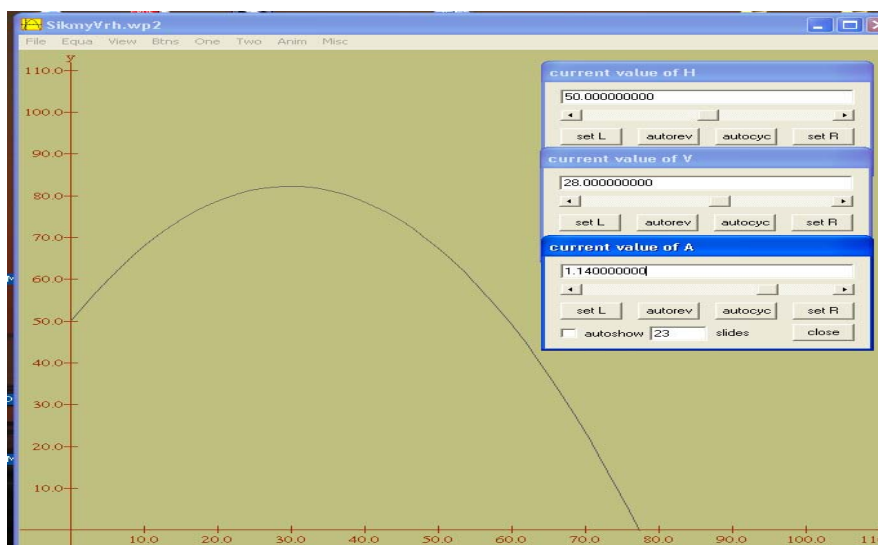 SikmyVrh.wp2
File Equa View Btns One Two Anim Misc
y
110.0
100.0
90.0
80.0
70.0
60.0
50.0
40.0
30.0
20.0
10.0
10.0 20.0 30.0 40.0 50.0 60.0 70.0 80.0 90.0 100.0 11
current value of H
50.000000000
set L autorev autocyc set R
current value of V
28.000000000
set L autorev autocyc set R
current value of A
1.140000000
set L autorev autocyc set R
autoshow 23 slides close